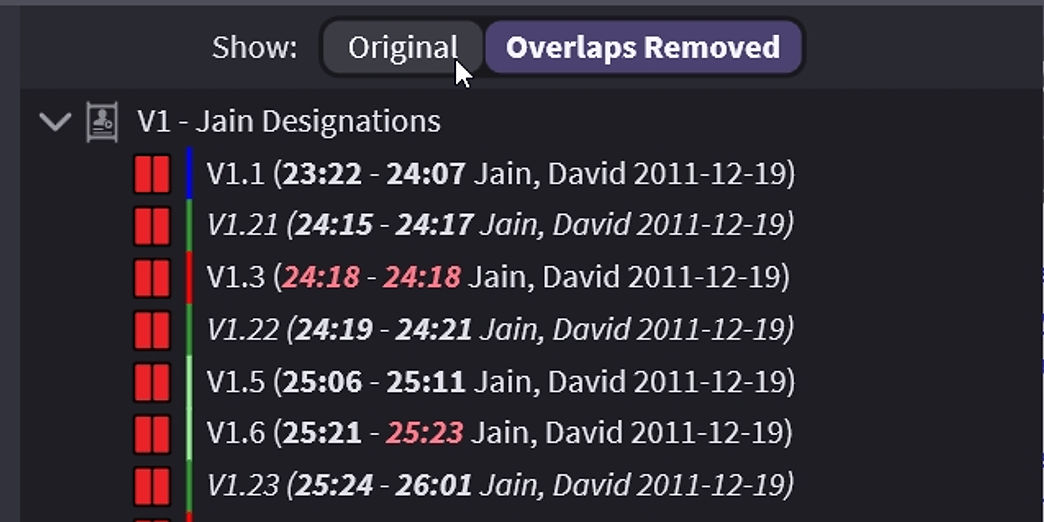 Show: Original Overlaps Removed
V1 - Jain Designations
V1.1 (23:22 - 24:07 Jain, David 2011-12-19)
V1.21 (24:15 - 24:17 Jain, David 2011-12-19)
V1.3 (24:18 - 24:18 Jain, David 2011-12-19)
V1.22 (24:19 - 24:21 Jain, David 2011-12-19)
V1.5 (25:06 - 25:11 Jain, David 2011-12-19)
V1.6 (25:21 - 25:23 Jain, David 2011-12-19)
V1.23 (25:24 - 26:01 Jain, David 2011-12-19)